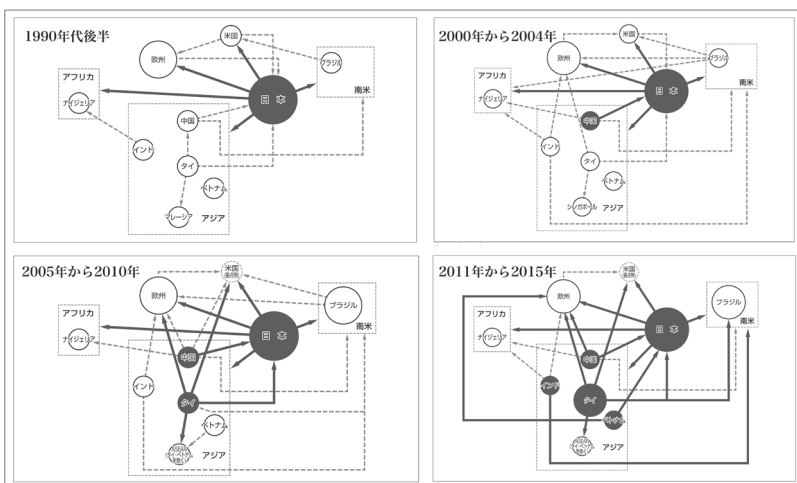 1990年代後半
米国
欧州
ブラジル
アフリカ
日本
南米
ナイジェリア
中国
インド
タイ
ベトナム
マレーシア
アジア
2000年から2004年
米国
欧州
ブラジル
アフリカ
日本
南米
ナイジェリア
中国
インド
タイ
ベトナム
シンガポール
アジア
2005年から2010年
米国
欧州
ブラジル
アフリカ
日本
南米
ナイジェリア
中国
インド
タイ
ベトナム
ASEAN
アジア
2011年から2015年
米国
欧州
ブラジル
アフリカ
日本
南米
ナイジェリア
中国
インド
タイ
ベトナム
ASEAN
アジア